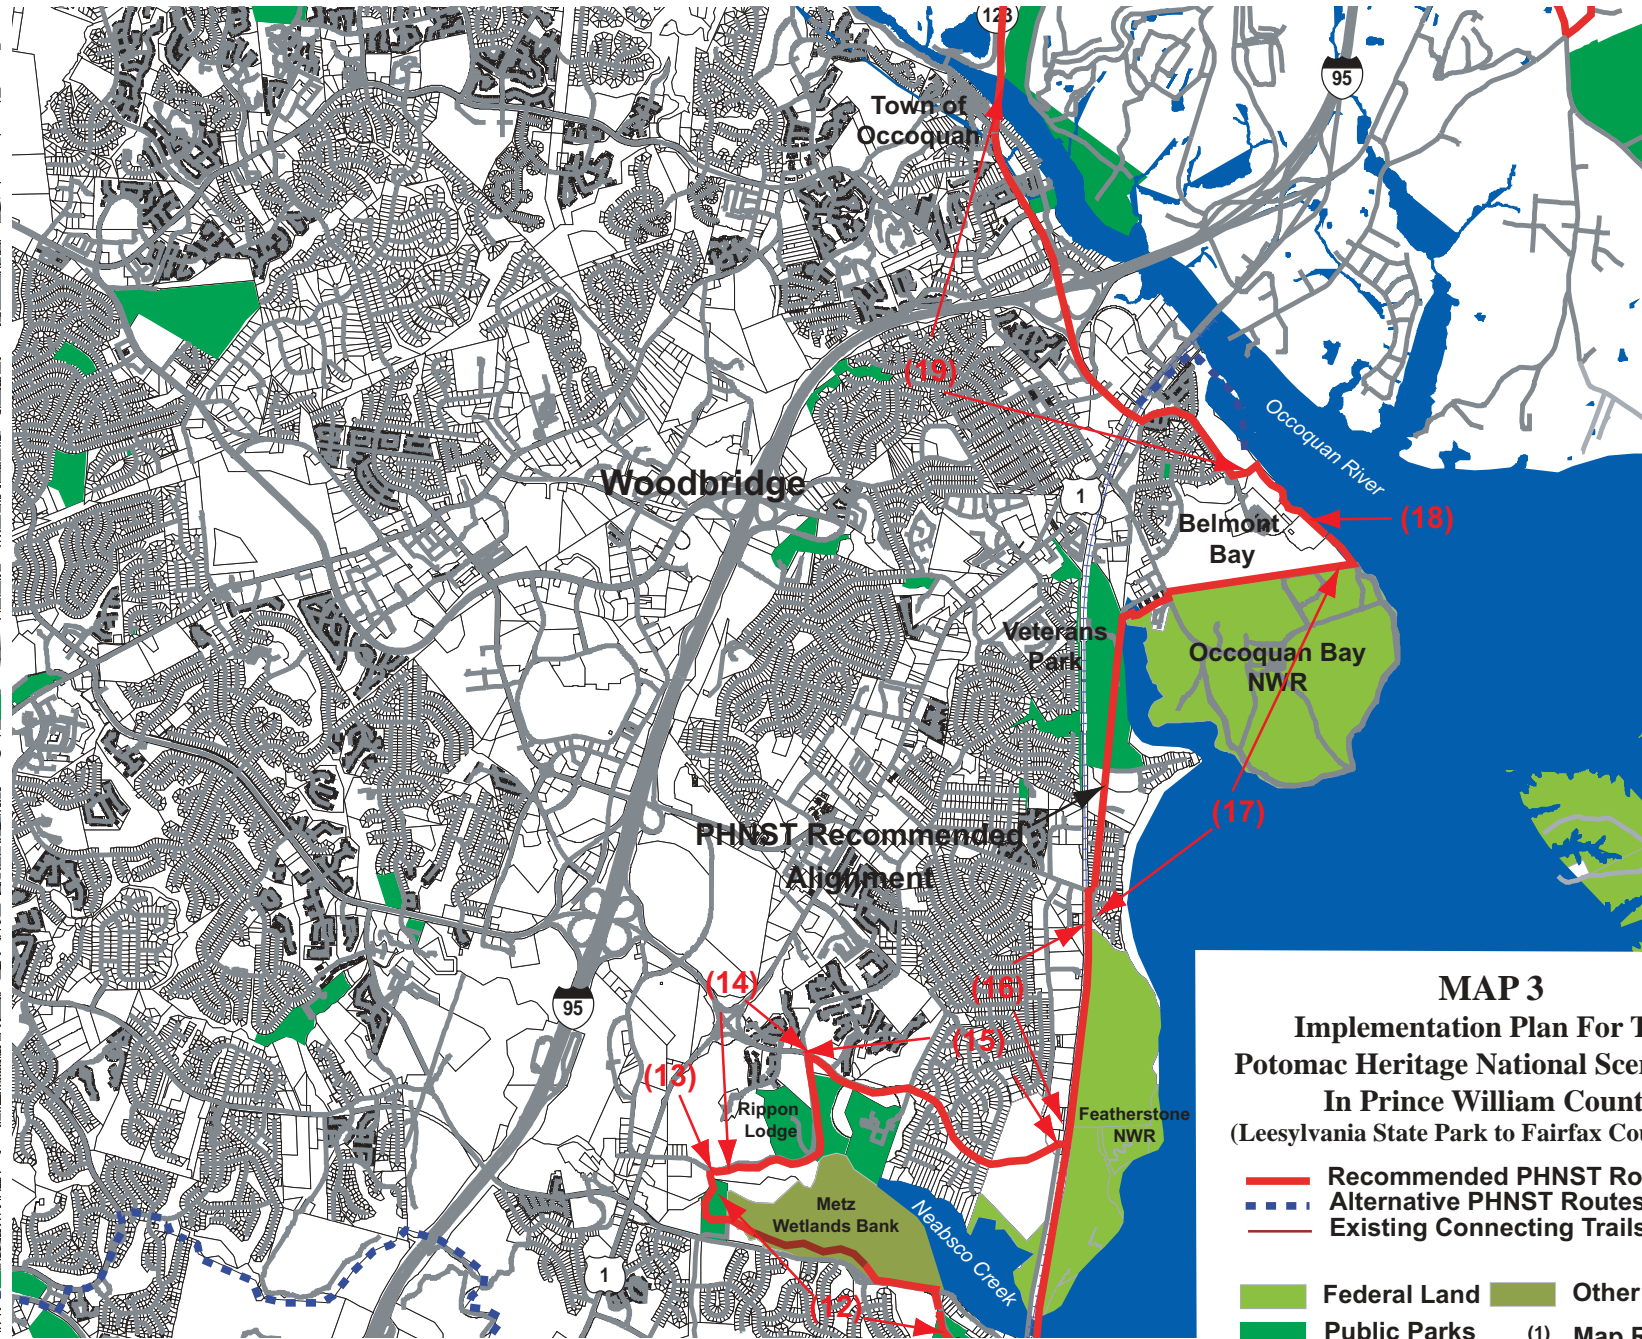 123
95
Town of
Occoquan
(19)
Occoquan River
Woodbridge
1
(18)
Belmont
Bay
Veterans
Park
Occoquan Bay
NWR
(17)
PHNST Recommended
Alignment
(14)
(16)
95
(15)
(13)
Rippon
Lodge
Featherstone
NWR
Metz
Wetlands Bank
Neabsco Creek
1
(12)
MAP 3
Implementation Plan For T
Potomac Heritage National Scen
In Prince William Count
(Leesylvania State Park to Fairfax Cou
Recommended PHNST Ro
Alternative PHNST Routes
Existing Connecting Trails
Federal Land
Other
Public Parks
(1) Map